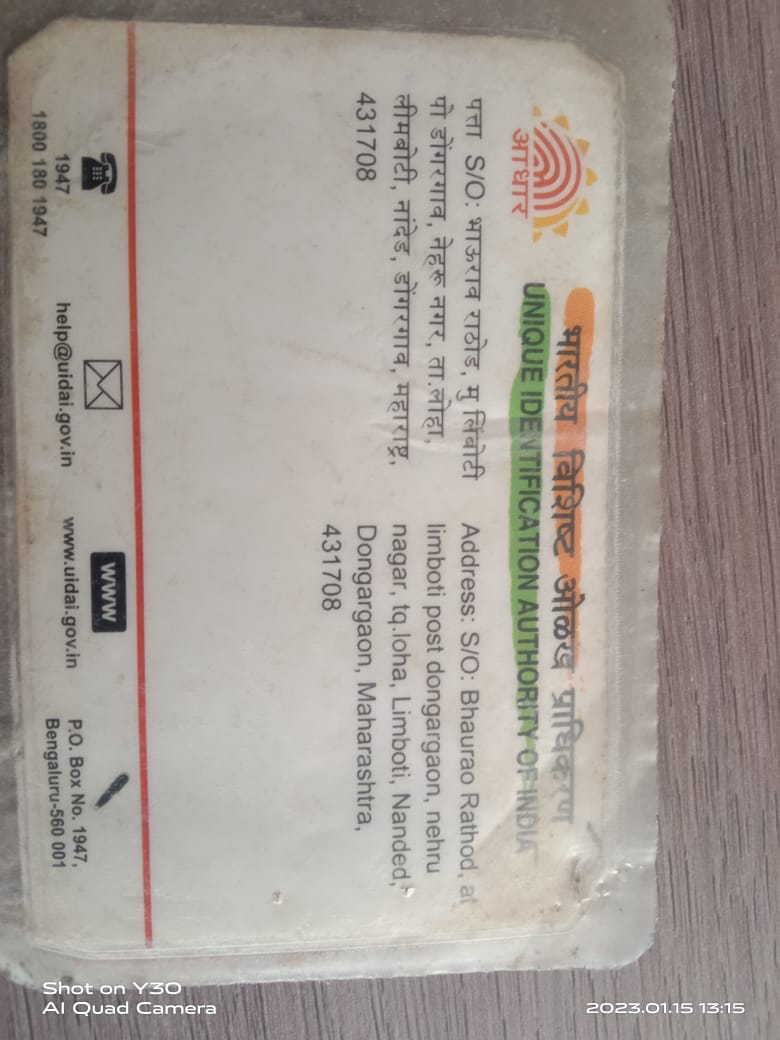 आधार
भारतीय विशिष्ट ओळख प्राधिकरण
UNIQUE IDENTIFICATION AUTHORITY OF INDIA
पत्ता S/O: भाऊराव राठोड, मु लिंबोटी
पो डोंगरगाव, नेहरू नगर, ता.लोहा,
लीमबोटी, नांदेड, डोंगरगाव, महाराष्ट्र,
431708
Address: S/O: Bhaurao Rathod, at
limboti post dongargaon, nehru
nagar, tq.loha, Limboti, Nanded,
Dongargaon, Maharashtra,
431708
1947
1800 180 1947
help@uidai.gov.in
www
www.uidai.gov.in
P.O. Box No. 1947,
Bengaluru-560 001
Shot on Y30
AI Quad Camera
2023.01.15 13:15